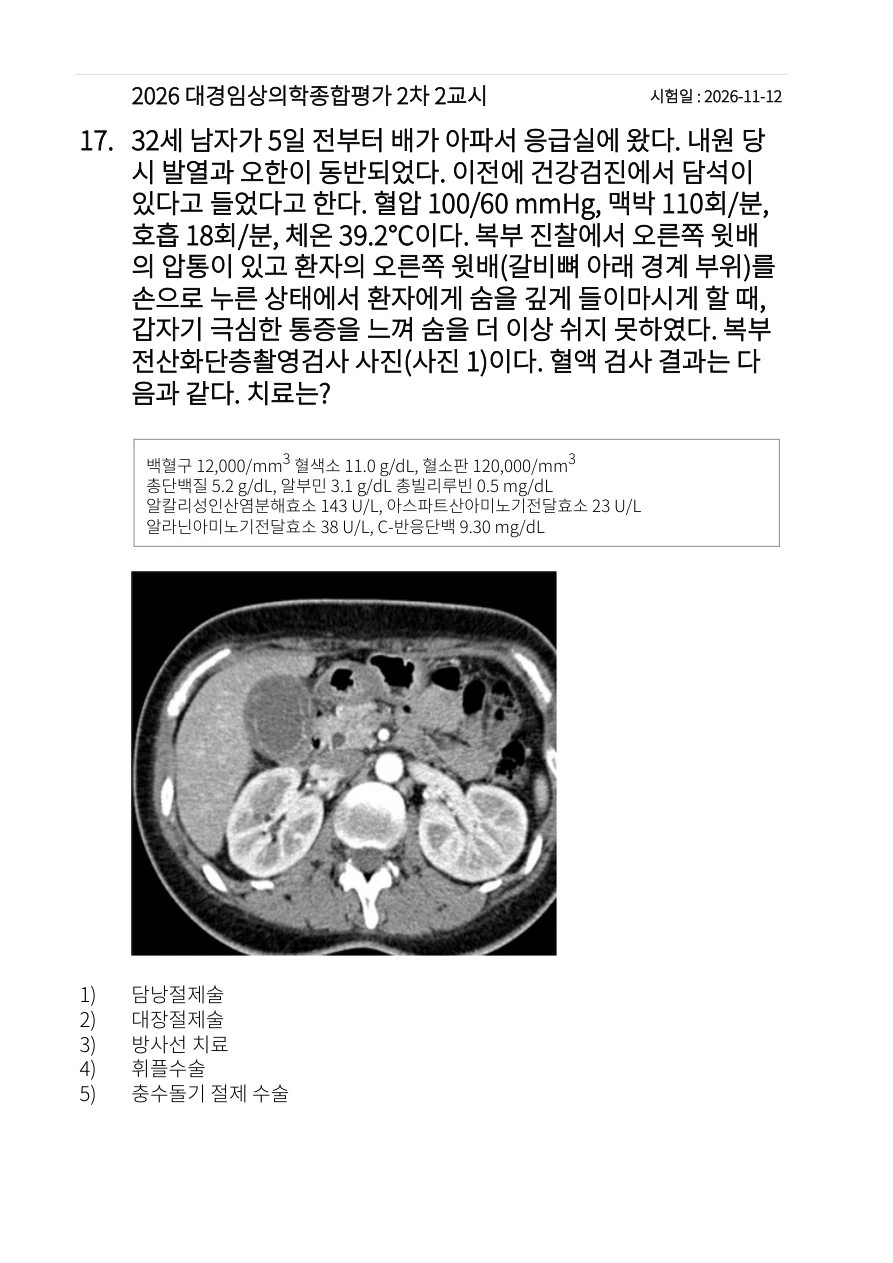 2026 대경임상의학종합평가 2차 2교시
시험일 : 2026-11-12
17. 32세 남자가 5일 전부터 배가 아파서 응급실에 왔다. 내원 당
시 발열과 오한이 동반되었다. 이전에 건강검진에서 담석이
있다고 들었다고 한다. 혈압 100/60 mmHg, 맥박 110회/분,
호흡 18회/분, 체온 39.2°C이다. 복부 진찰에서 오른쪽 윗배
의 압통이 있고 환자의 오른쪽 윗배(갈비뼈 아래 경계 부위)를
손으로 누른 상태에서 환자에게 숨을 깊게 들이마시게 할 때,
갑자기 극심한 통증을 느껴 숨을 더 이상 쉬지 못하였다. 복부
전산화단층촬영검사 사진(사진 1)이다. 혈액 검사 결과는 다
음과 같다. 치료는?
백혈구 12,000/mm³ 혈색소 11.0 g/dL, 혈소판 120,000/mm³
총단백질 5.2 g/dL, 알부민 3.1 g/dL 총빌리루빈 0.5 mg/dL
알칼리성인산염분해효소 143 U/L, 아스파트산아미노기전달효소 23 U/L
알라닌아미노기전달효소 38 U/L, C-반응단백 9.30 mg/dL
1) 담낭절제술
2) 대장절제술
3) 방사선 치료
4) 휘플수술
5) 충수돌기 절제 수술